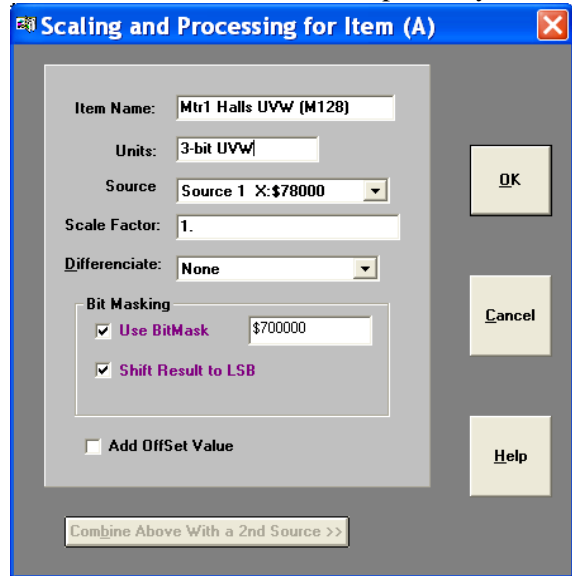 Scaling and Processing for Item (A)
Item Name: Mtr1 Halls UVW (M128)
Units: 3-bit UVW
Source Source 1 X:$78000
OK
Scale Factor: 1.
Differenciate: None
Bit Masking
Use BitMask $700000
Cancel
Shift Result to LSB
Add OffSet Value
Help
Combine Above With a 2nd Source >>